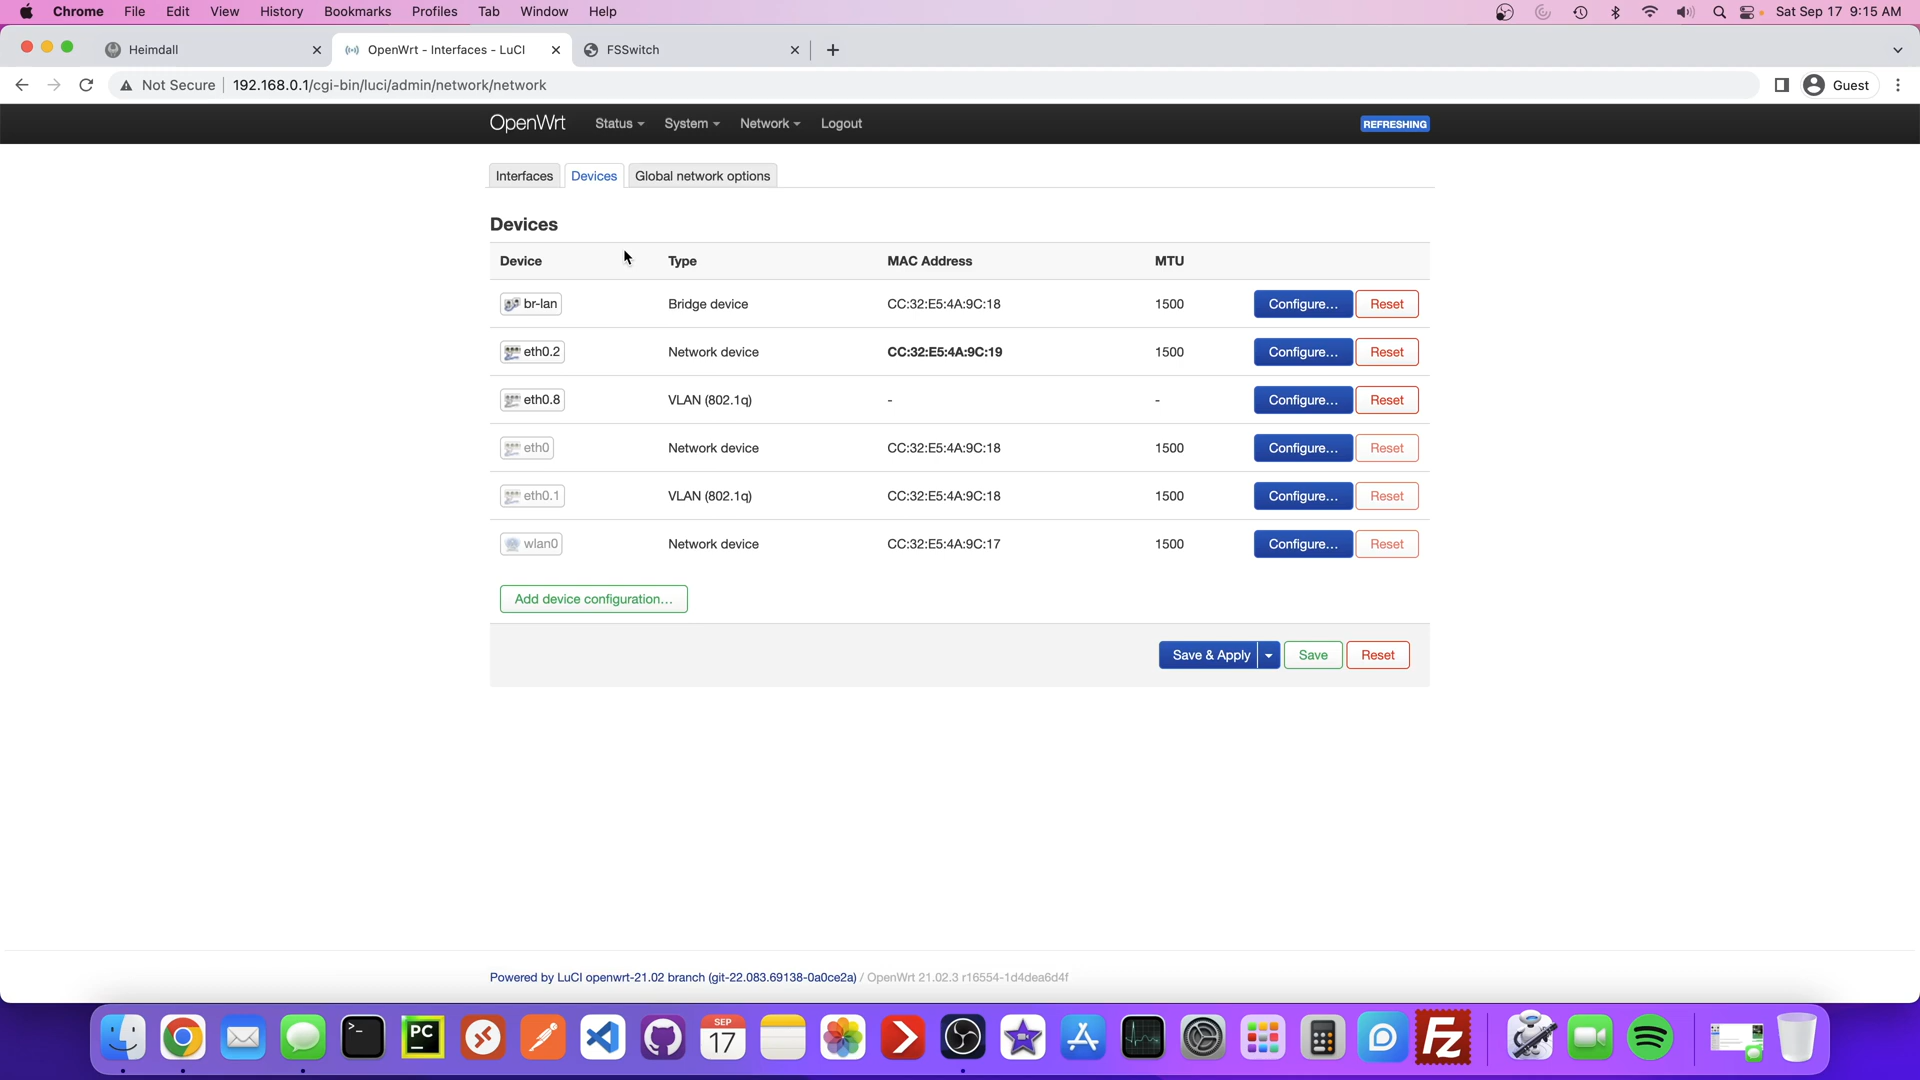 Chrome File Edit View History Bookmarks Profiles Tab Window Help Sat Sep 17 9:15 AM
Heimdall OpenWrt - Interfaces - LuCI FSSwitch
Not Secure 192.168.0.1/cgi-bin/luci/admin/network/network Guest
OpenWrt Status System Network Logout REFRESHING
Interfaces Devices Global network options
Devices
Device Type MAC Address MTU
br-lan Bridge device CC:32:E5:4A:9C:18 1500 Configure... Reset
eth0.2 Network device CC:32:E5:4A:9C:19 1500 Configure... Reset
eth0.8 VLAN (802.1q) - - Configure... Reset
eth0 Network device CC:32:E5:4A:9C:18 1500 Configure... Reset
eth0.1 VLAN (802.1q) CC:32:E5:4A:9C:18 1500 Configure... Reset
wlan0 Network device CC:32:E5:4A:9C:17 1500 Configure... Reset
Add device configuration...
Save & Apply Save Reset
Powered by LuCI openwrt-21.02 branch (git-22.083.69138-0a0ce2a) / OpenWrt 21.02.3 r16554-1d4dea6d4f
PC SEP 17 FZ